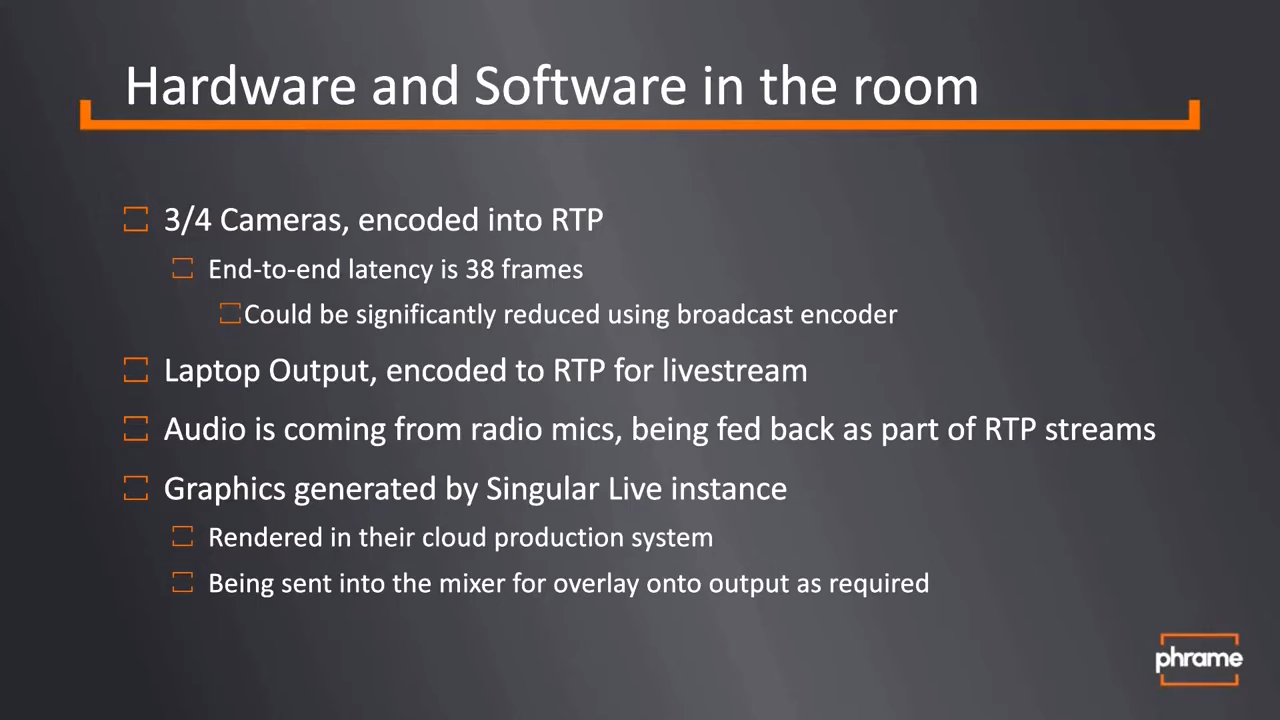 Hardware and Software in the room
3/4 Cameras, encoded into RTP
End-to-end latency is 38 frames
Could be significantly reduced using broadcast encoder
Laptop Output, encoded to RTP for livestream
Audio is coming from radio mics, being fed back as part of RTP streams
Graphics generated by Singular Live instance
Rendered in their cloud production system
Being sent into the mixer for overlay onto output as required
phrame